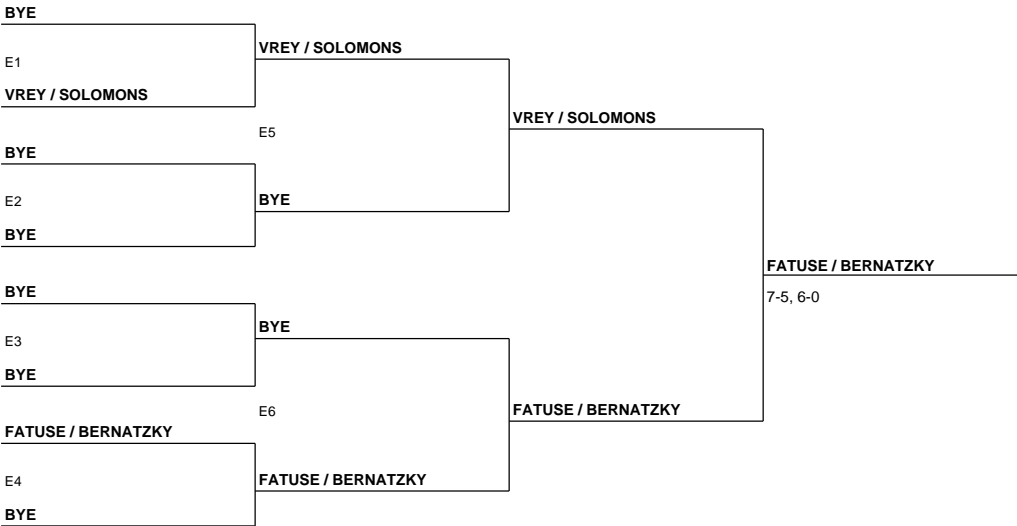 BYE
E1
VREY / SOLOMONS
VREY / SOLOMONS
E5
BYE
E2
BYE
BYE
VREY / SOLOMONS
BYE
E3
BYE
BYE
E6
FATUSE / BERNATZKY
E4
BYE
FATUSE / BERNATZKY
FATUSE / BERNATZKY
FATUSE / BERNATZKY
7-5, 6-0